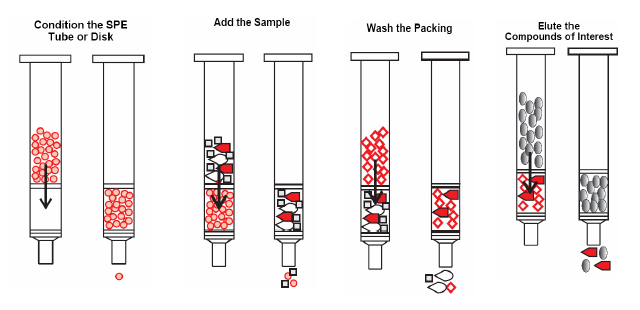 Condition the SPE
Tube or Disk
Add the Sample
Wash the Packing
Elute the
Compounds of Interest